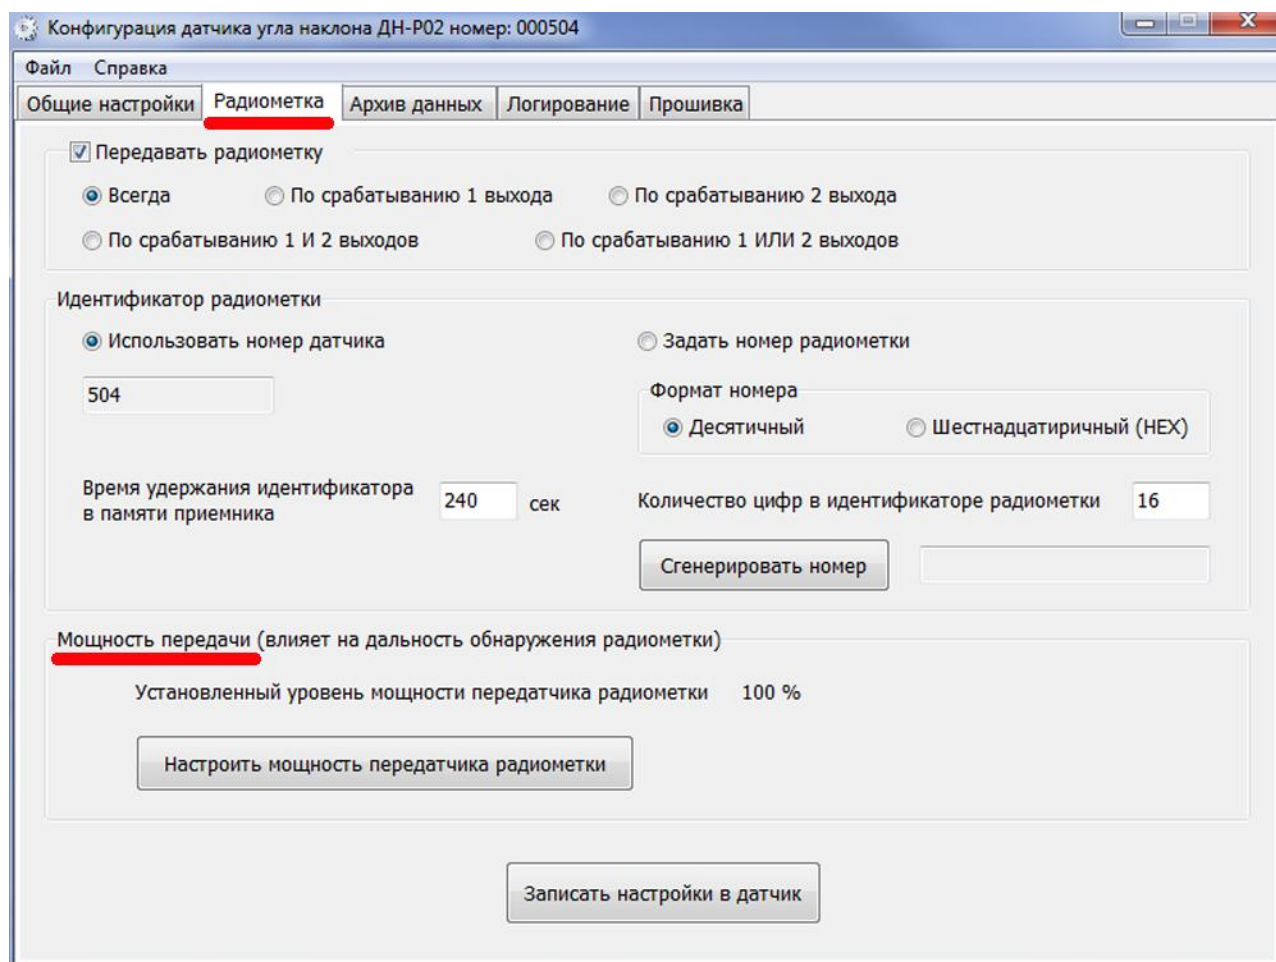 Конфигурация датчика угла наклона ДН-Р02 номер: 000504
Файл Справка
Общие настройки Радиометка Архив данных Логирование Прошивка
Передавать радиометку
Всегда По срабатыванию 1 выхода По срабатыванию 2 выхода
По срабатыванию 1 И 2 выходов По срабатыванию 1 ИЛИ 2 выходов
Идентификатор радиометки
Использовать номер датчика Задать номер радиометки
504
Формат номера
Десятичный Шестнадцатиричный (HEX)
Время удержания идентификатора
в памяти приемника
240 сек
Количество цифр в идентификаторе радиометки 16
Сгенерировать номер
Мощность передачи (влияет на дальность обнаружения радиометки)
Установленный уровень мощности передатчика радиометки 100 %
Настроить мощность передатчика радиометки
Записать настройки в датчик